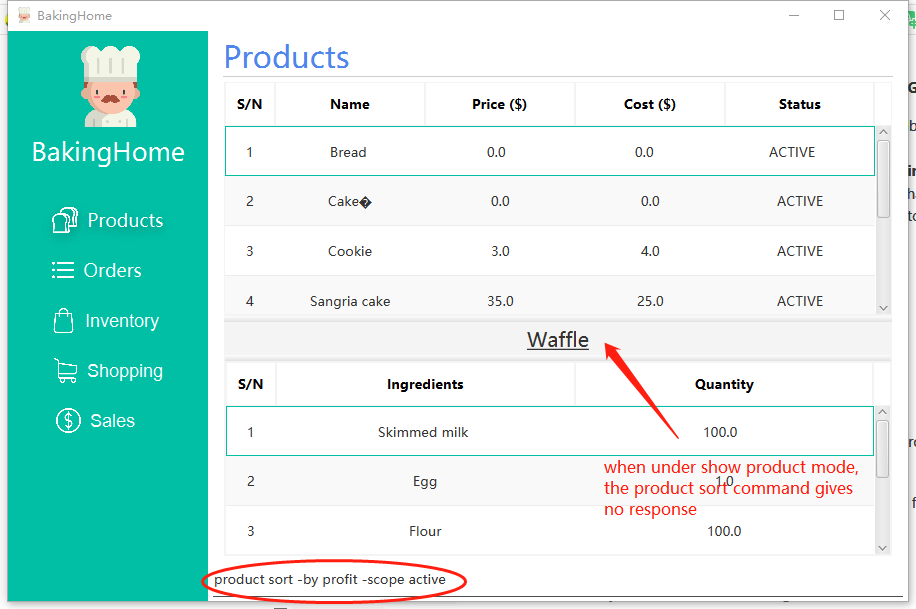 BakingHome
BakingHome
Products
Orders
Inventory
Shopping
Sales
Products
S/N Name Price ($) Cost ($) Status
1 Bread 0.0 0.0 ACTIVE
2 Cake� 0.0 0.0 ACTIVE
3 Cookie 3.0 4.0 ACTIVE
4 Sangria cake 35.0 25.0 ACTIVE
Waffle
S/N Ingredients Quantity
1 Skimmed milk 100.0
2 Egg 1.0
3 Flour 100.0
when under show product mode,
the product sort command gives
no response
product sort -by profit -scope active